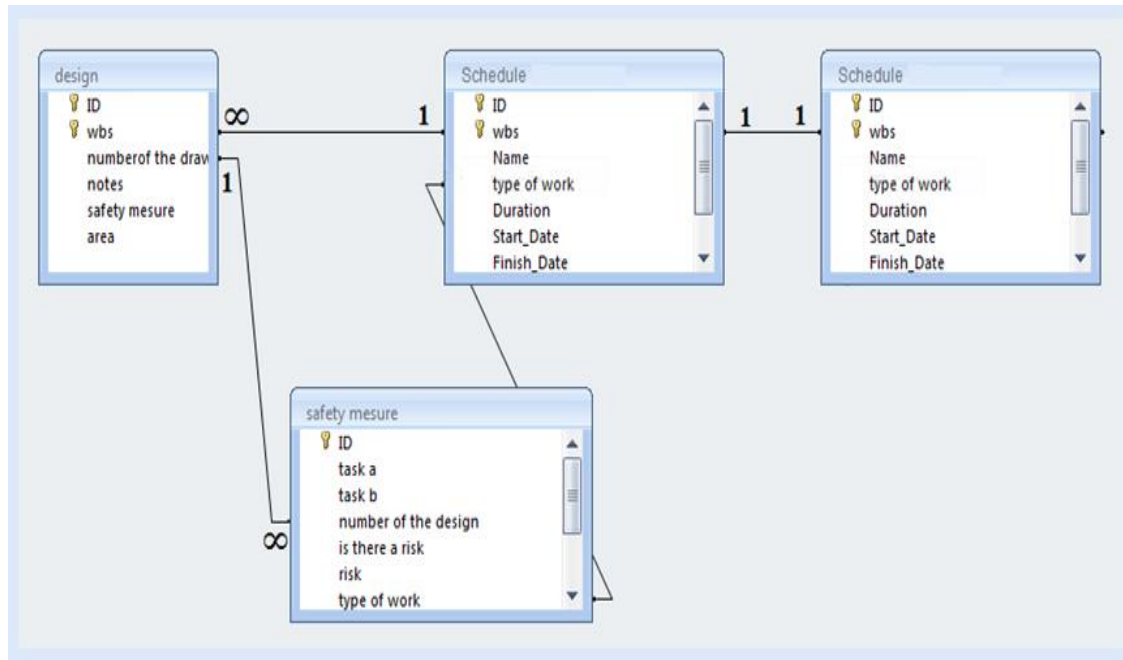 design
ID
wbs
numberof the draw
notes
safety mesure
area
∞
1
1
∞
Schedule
ID
wbs
Name
type of work
Duration
Start_Date
Finish_Date
1
1
Schedule
ID
wbs
Name
type of work
Duration
Start_Date
Finish_Date
safety mesure
ID
task a
task b
number of the design
is there a risk
risk
type of work